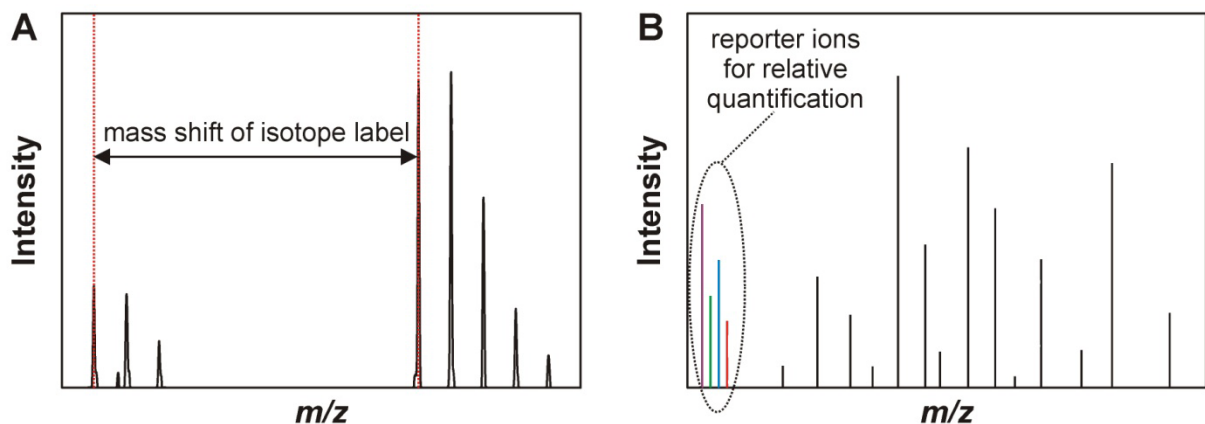 A
Intensity
mass shift of isotope label
m/z
B
reporter ions
for relative
quantification
Intensity
m/z